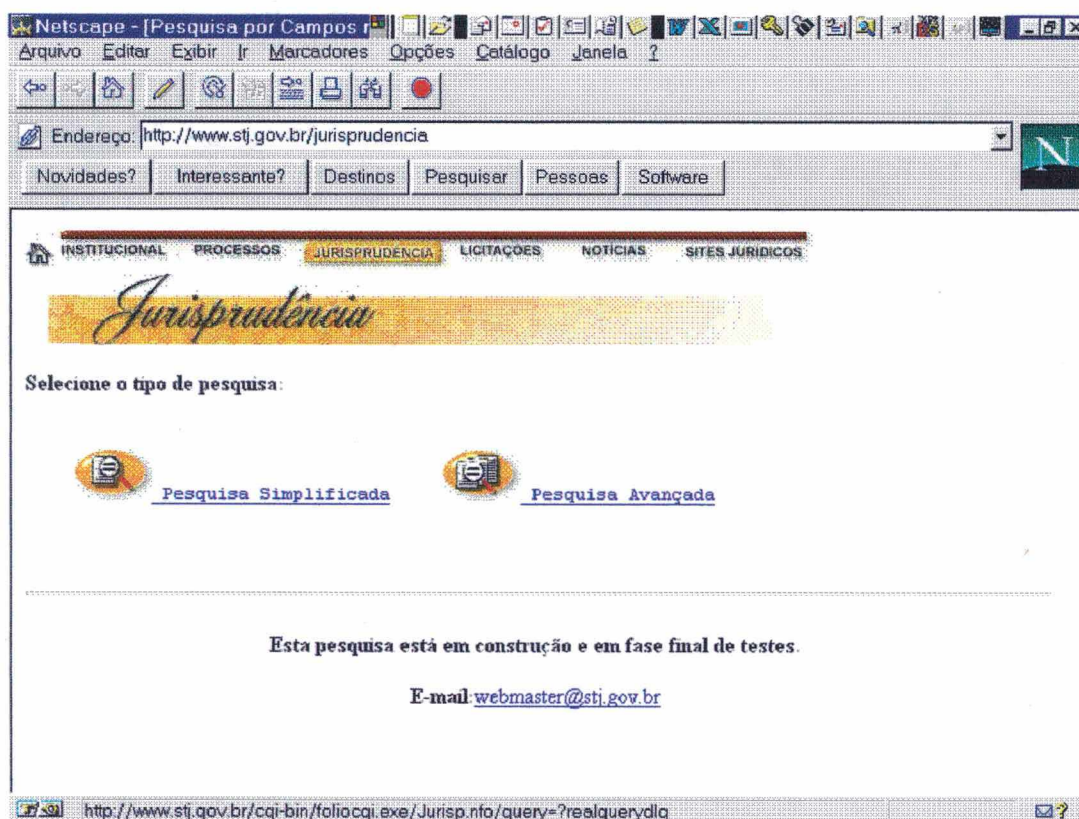 Netscape - [Pesquisa por Campos
Arquivo Editar Exibir Ir Marcadores Opções Catálogo Janela ?
Endereço: http://www.stj.gov.br/jurisprudencia
N
Novidades? Interessante? Destinos Pesquisar Pessoas Software
INSTITUCIONAL PROCESSOS JURISPRUDÊNCIA LICITAÇÕES NOTÍCIAS SITES JURÍDICOS
Jurisprudência
Selecione o tipo de pesquisa:
Pesquisa Simplificada Pesquisa Avançada
Esta pesquisa está em construção e em fase final de testes.
E-mail:webmaster@stj.gov.br
http://www.stj.gov.br/cgi-bin/foliocgi.exe/Jurisp.nfo/query=?realquerydlg